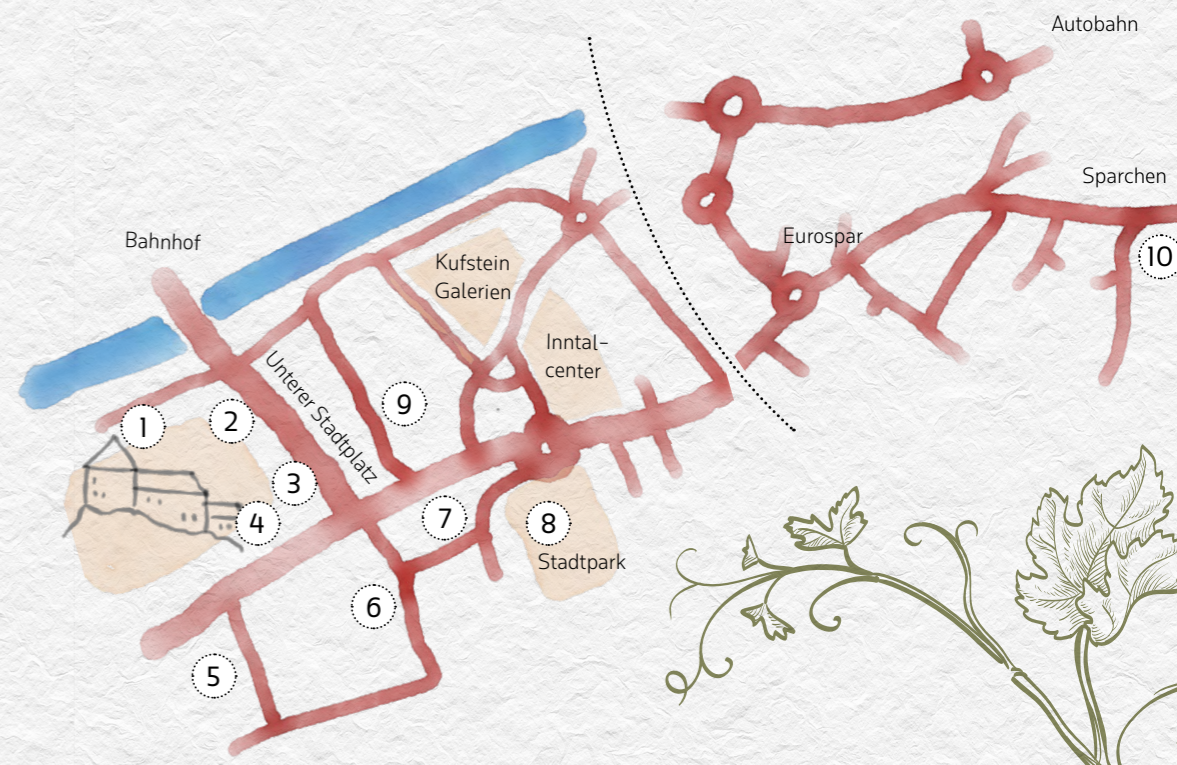 Autobahn
Sparchen
Bahnhof
Eurospar
10
Kufstein
Galerien
Inntal-
center
Unterer Stadtplatz
9
1
2
3
4
7
8
Stadtpark
6
5